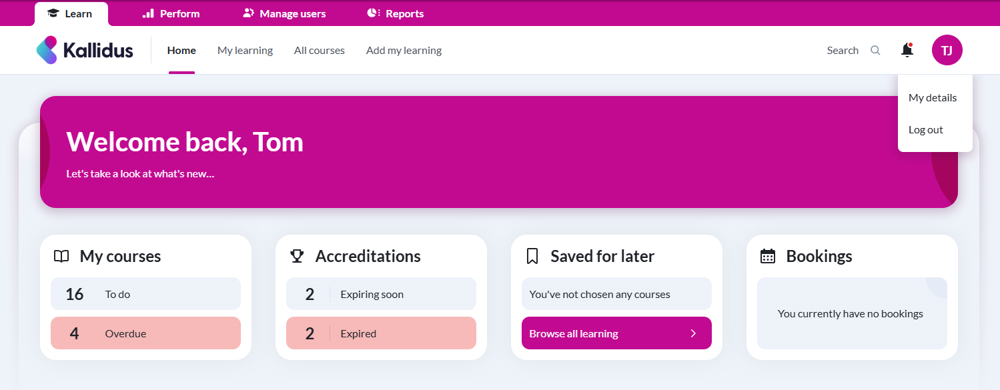 Learn
Perform
Manage users
Reports
Kallidus
Home
My learning
All courses
Add my learning
Search
TJ
My details
Log out
Welcome back, Tom
Let's take a look at what's new...
My courses
16 To do
4 Overdue
Accreditations
2 Expiring soon
2 Expired
Saved for later
You've not chosen any courses
Browse all learning
Bookings
You currently have no bookings